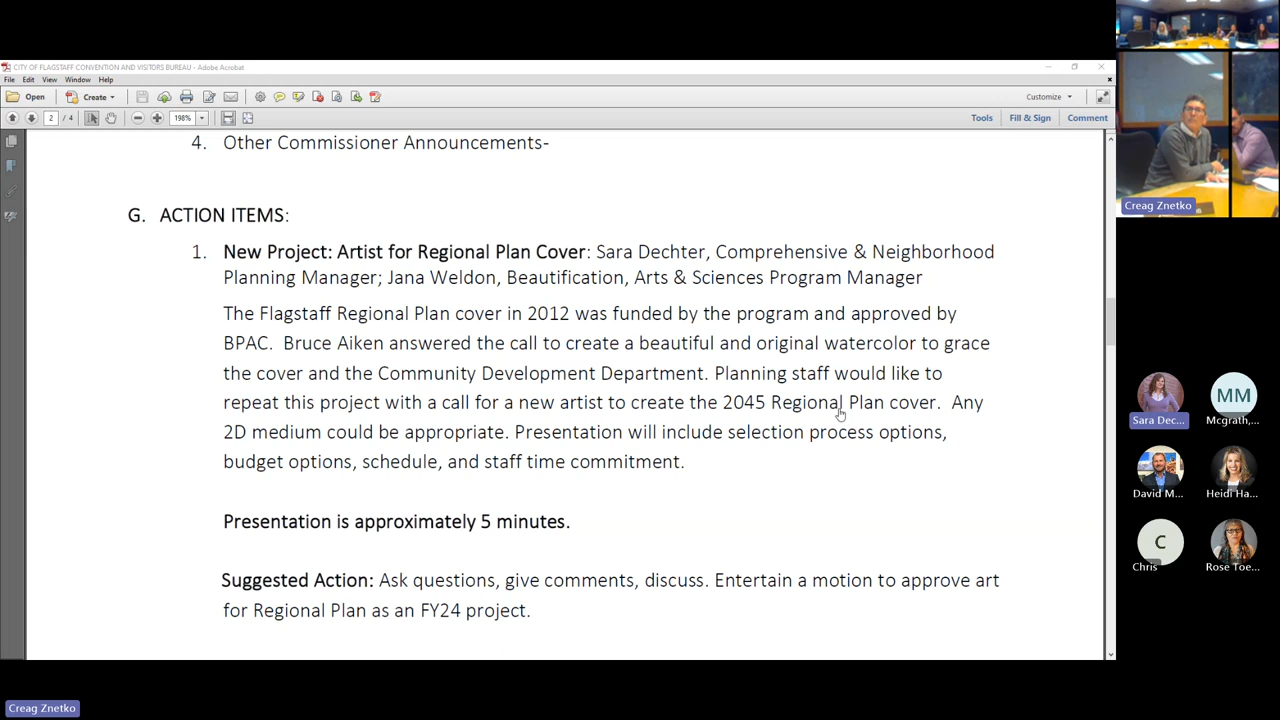 CITY OF FLAGSTAFF CONVENTION AND VISITORS BUREAU - Adobe Acrobat
File Edit View Window Help
Open Create Customize
2 / 4 198% Tools Fill & Sign Comment
4. Other Commissioner Announcements-
G. ACTION ITEMS:
1. New Project: Artist for Regional Plan Cover: Sara Dechter, Comprehensive & Neighborhood
Planning Manager; Jana Weldon, Beautification, Arts & Sciences Program Manager
The Flagstaff Regional Plan cover in 2012 was funded by the program and approved by
BPAC. Bruce Aiken answered the call to create a beautiful and original watercolor to grace
the cover and the Community Development Department. Planning staff would like to
repeat this project with a call for a new artist to create the 2045 Regional Plan cover. Any
2D medium could be appropriate. Presentation will include selection process options,
budget options, schedule, and staff time commitment.
Presentation is approximately 5 minutes.
Suggested Action: Ask questions, give comments, discuss. Entertain a motion to approve art
for Regional Plan as an FY24 project.
Creag Znetko
MM
Sara Dec... Mcgrath,...
David M... Heidi Ha...
C
Chris Rose Toe...
Creag Znetko